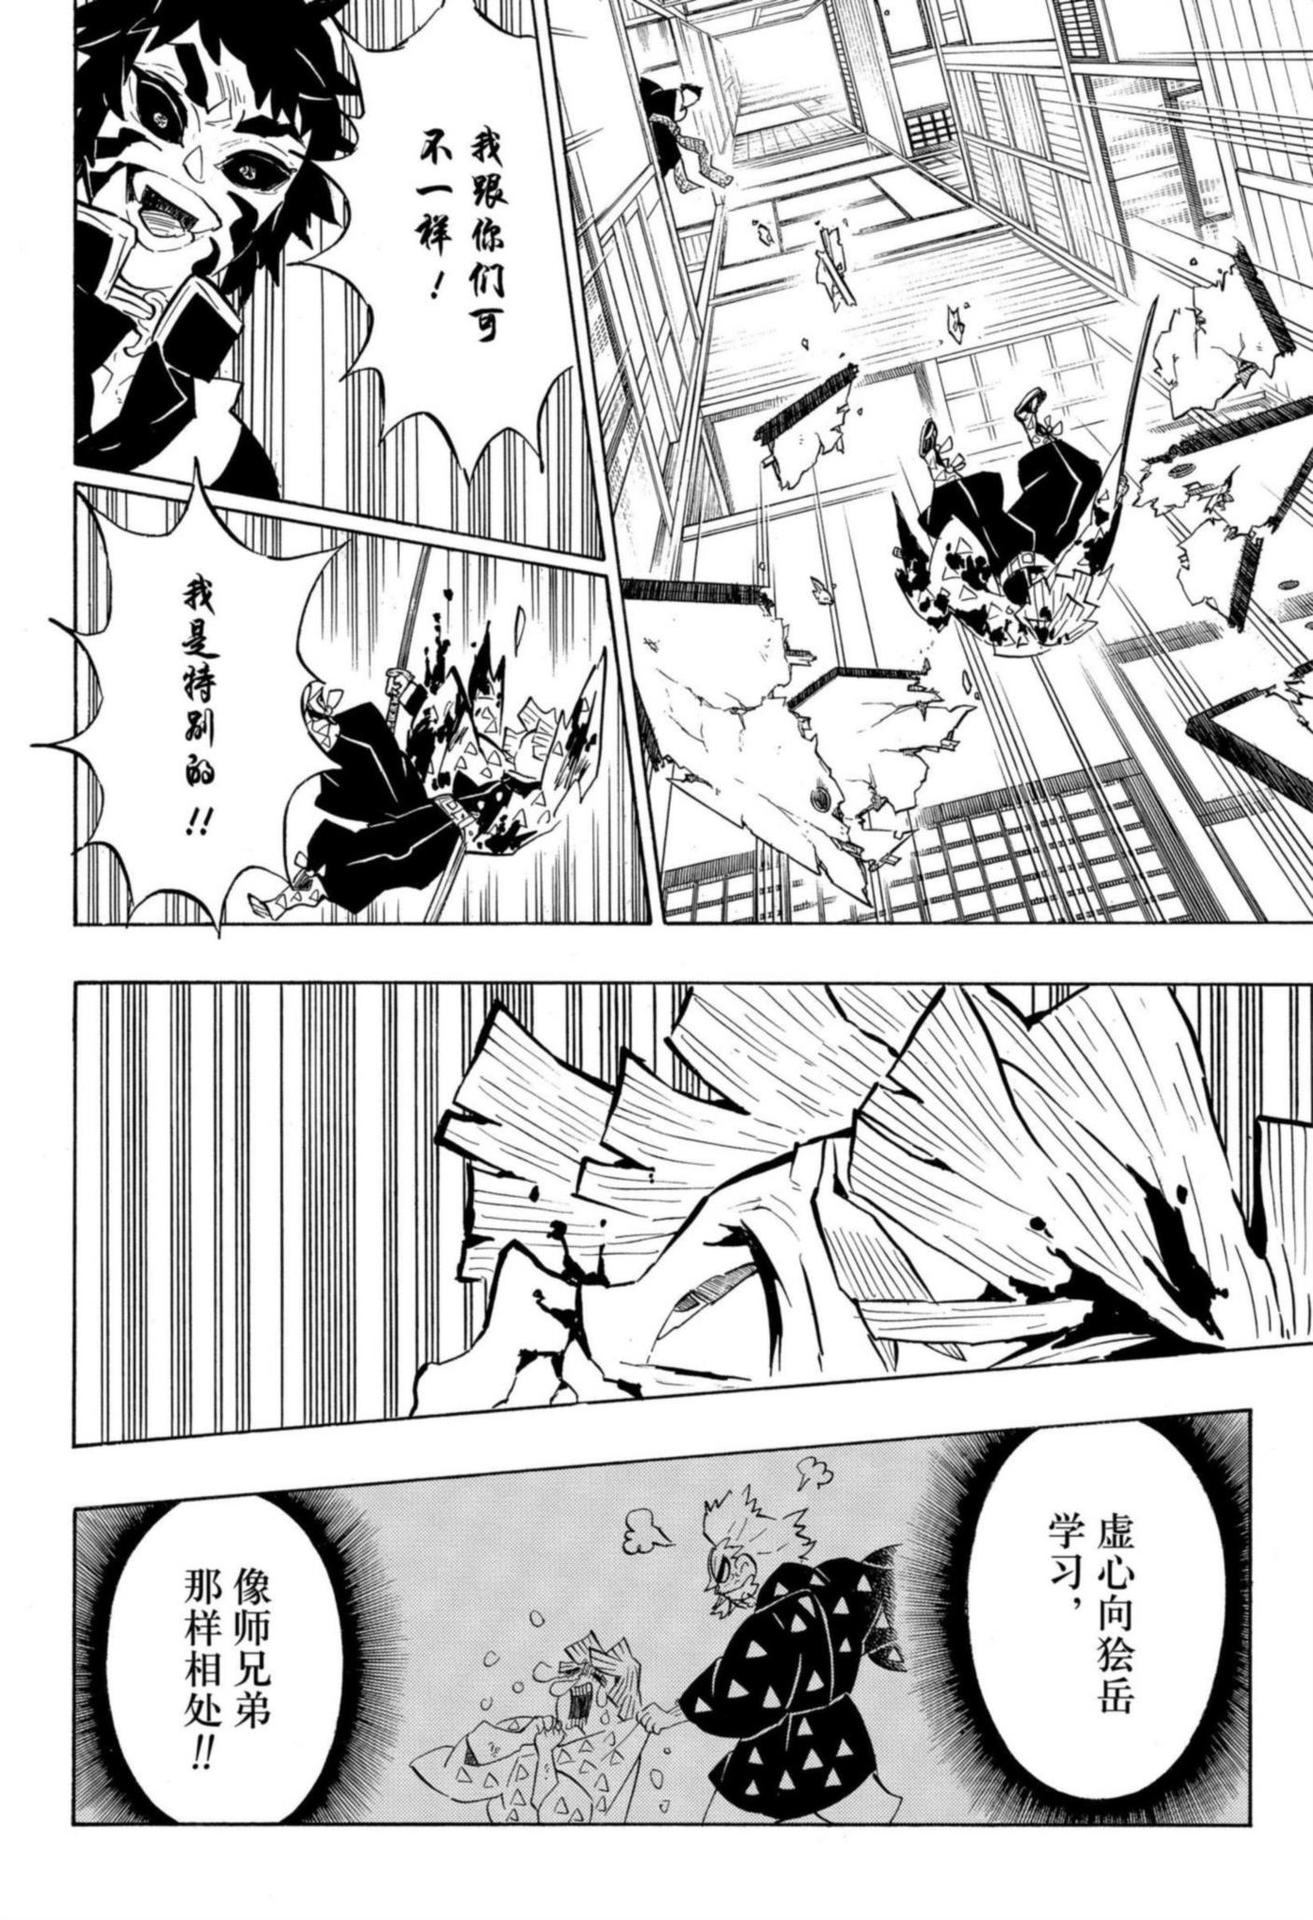 我跟你们可
不一样！
我是特别的！！
虚心向狯岳
学习，
像师兄弟
那样相处！！